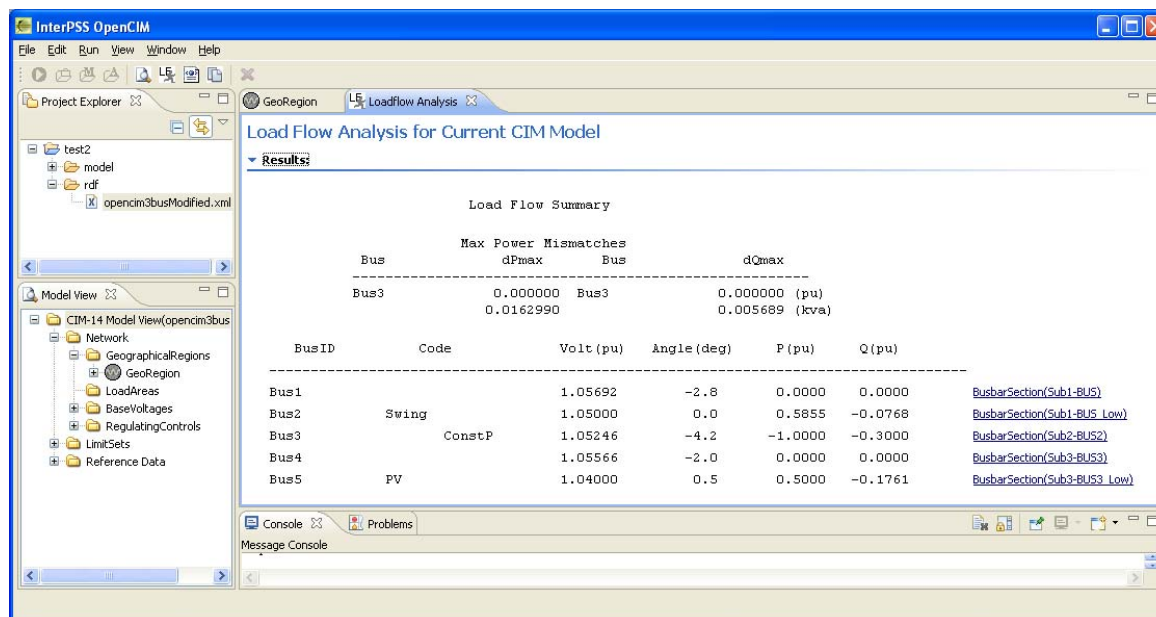 InterPSS OpenCIM
File Edit Run View Window Help
Project Explorer
test2
model
rdf
opencim3busModified.xml
Model View
CIM-14 Model View(opencim3bus
Network
GeographicalRegions
GeoRegion
LoadAreas
BaseVoltages
RegulatingControls
LimitSets
Reference Data
GeoRegion Loadflow Analysis
Load Flow Analysis for Current CIM Model
Results:
Load Flow Summary
Max Power Mismatches
Bus dPmax Bus dQmax
--------------------------------------------------------------
Bus3 0.000000 Bus3 0.000000 (pu)
0.0162990 0.005689 (kva)
BusID Code Volt(pu) Angle(deg) P(pu) Q(pu)
--------------------------------------------------------------------------------
Bus1 1.05692 -2.8 0.0000 0.0000 BusbarSection(Sub1-BUS)
Bus2 Swing 1.05000 0.0 0.5855 -0.0768 BusbarSection(Sub1-BUS_Low)
Bus3 ConstP 1.05246 -4.2 -1.0000 -0.3000 BusbarSection(Sub2-BUS2)
Bus4 1.05566 -2.0 0.0000 0.0000 BusbarSection(Sub3-BUS3)
Bus5 PV 1.04000 0.5 0.5000 -0.1761 BusbarSection(Sub3-BUS3_Low)
Console Problems
Message Console